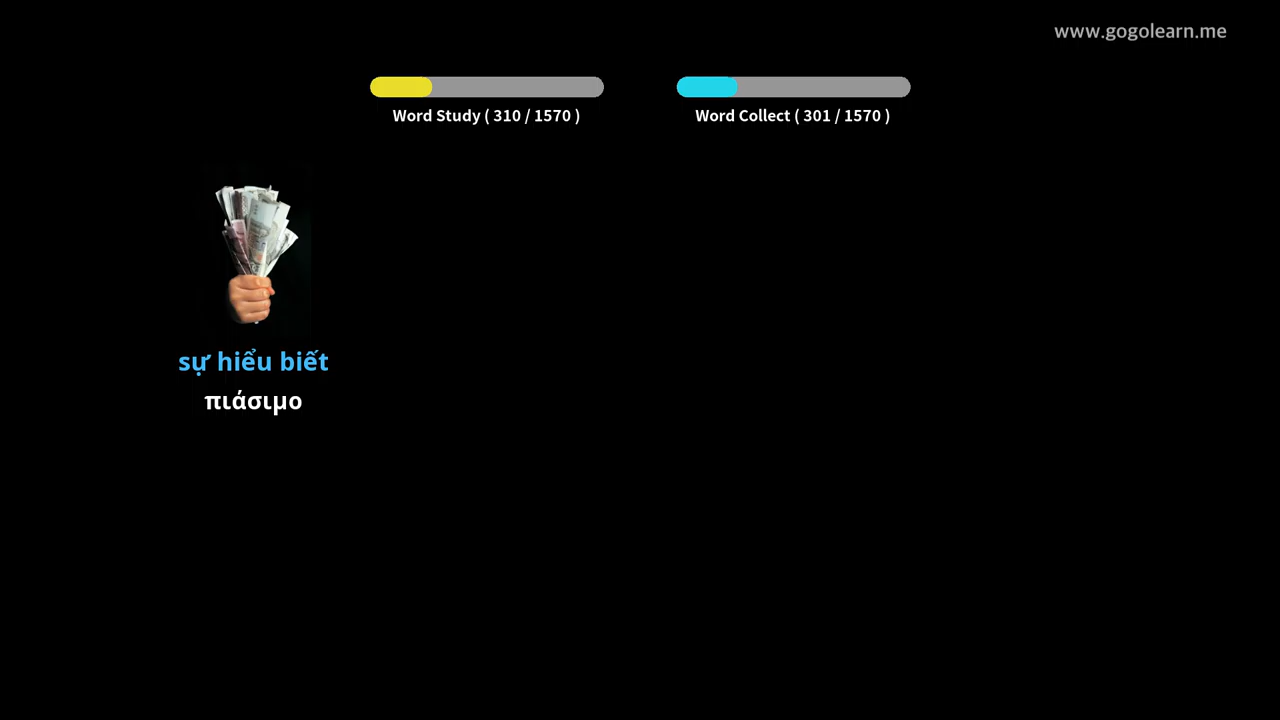 www.gogolearn.me
Word Study ( 310 / 1570 )
Word Collect ( 301 / 1570 )
sự hiểu biết
πιάσιμο